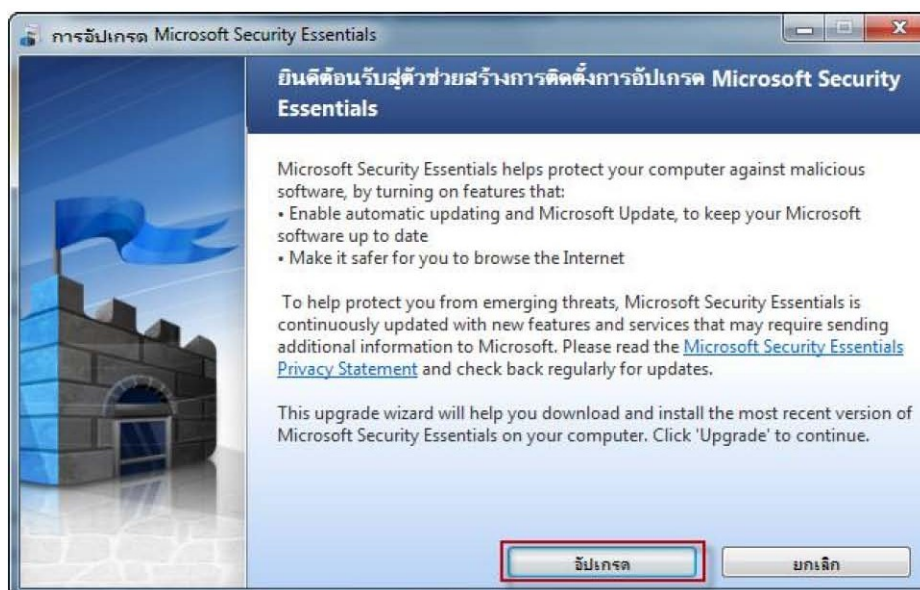 การอัปเกรด Microsoft Security Essentials
ยินดีต้อนรับสู่ตัวช่วยสร้างการติดตั้งการอัปเกรด Microsoft Security
Essentials
Microsoft Security Essentials helps protect your computer against malicious
software, by turning on features that:
• Enable automatic updating and Microsoft Update, to keep your Microsoft
software up to date
• Make it safer for you to browse the Internet
To help protect you from emerging threats, Microsoft Security Essentials is
continuously updated with new features and services that may require sending
additional information to Microsoft. Please read the Microsoft Security Essentials
Privacy Statement and check back regularly for updates.
This upgrade wizard will help you download and install the most recent version of
Microsoft Security Essentials on your computer. Click 'Upgrade' to continue.
อัปเกรด
ยกเลิก